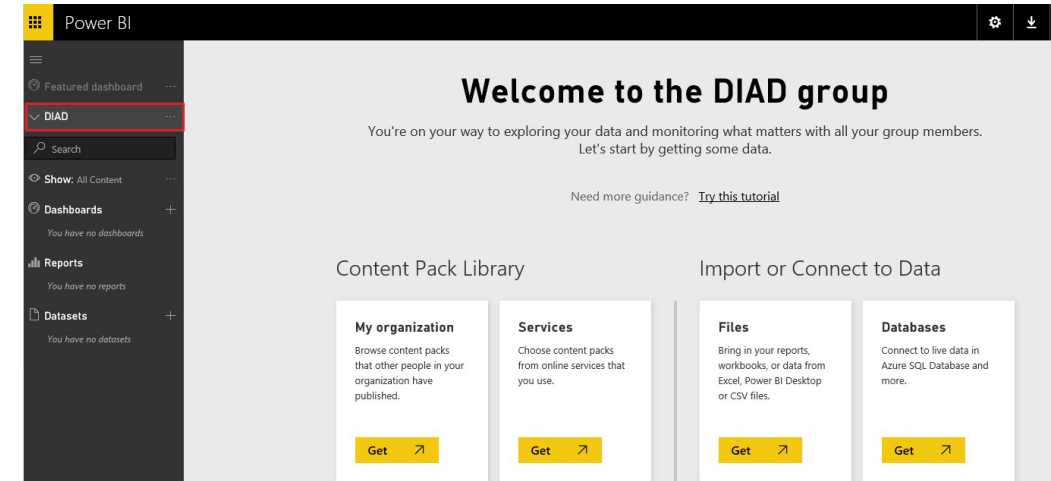 Power BI
Featured dashboard
DIAD
Search
Show: All Content
Dashboards
You have no dashboards
Reports
You have no reports
Datasets
You have no datasets
Welcome to the DIAD group
You're on your way to exploring your data and monitoring what matters with all your group members.
Let's start by getting some data.
Need more guidance? Try this tutorial
Content Pack Library
My organization
Browse content packs
that other people in your
organization have
published.
Get
Services
Choose content packs
from online services that
you use.
Get
Import or Connect to Data
Files
Bring in your reports,
workbooks, or data from
Excel, Power BI Desktop
or CSV files.
Get
Databases
Connect to live data in
Azure SQL Database and
more.
Get